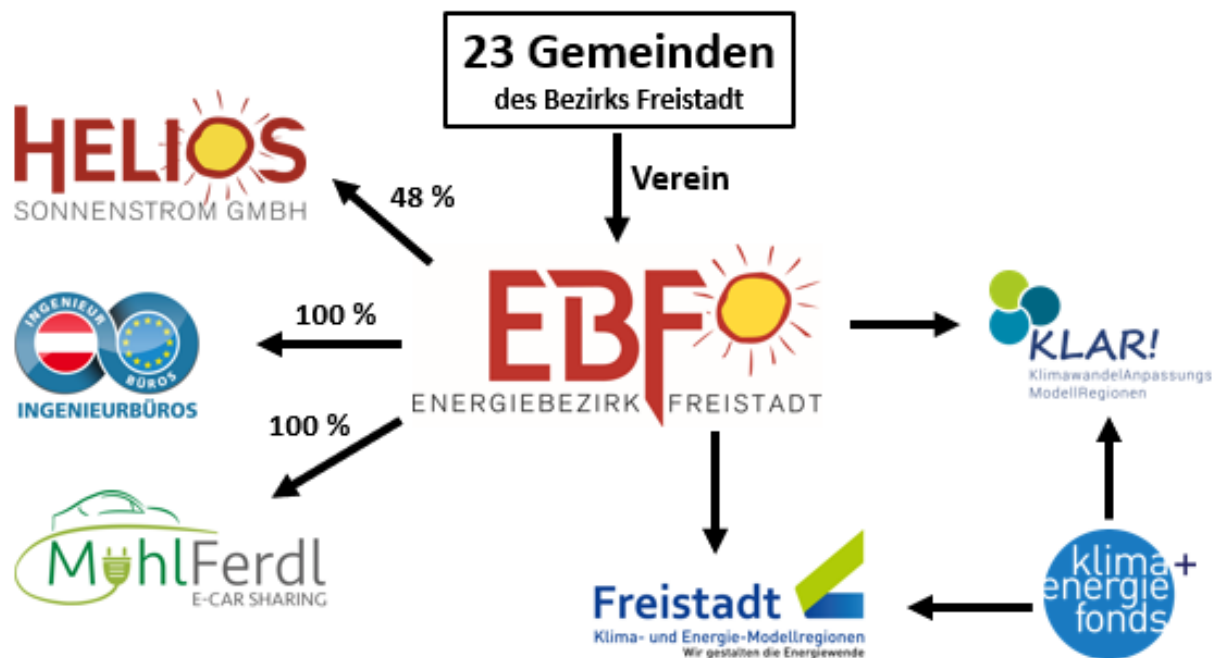 23 Gemeinden
des Bezirks Freistadt
Verein
HELIOS
SONNENSTROM GMBH
48 %
INGENIEUR
BÜROS
INGENIEURBÜROS
100 %
EBF
ENERGIEBEZIRK FREISTADT
KLAR!
KlimawandelAnpassungs
ModellRegionen
100 %
MühlFerdl
E-CAR SHARING
Freistadt
Klima- und Energie-Modellregionen
Wir gestalten die Energiewende
klima+
energie
fonds